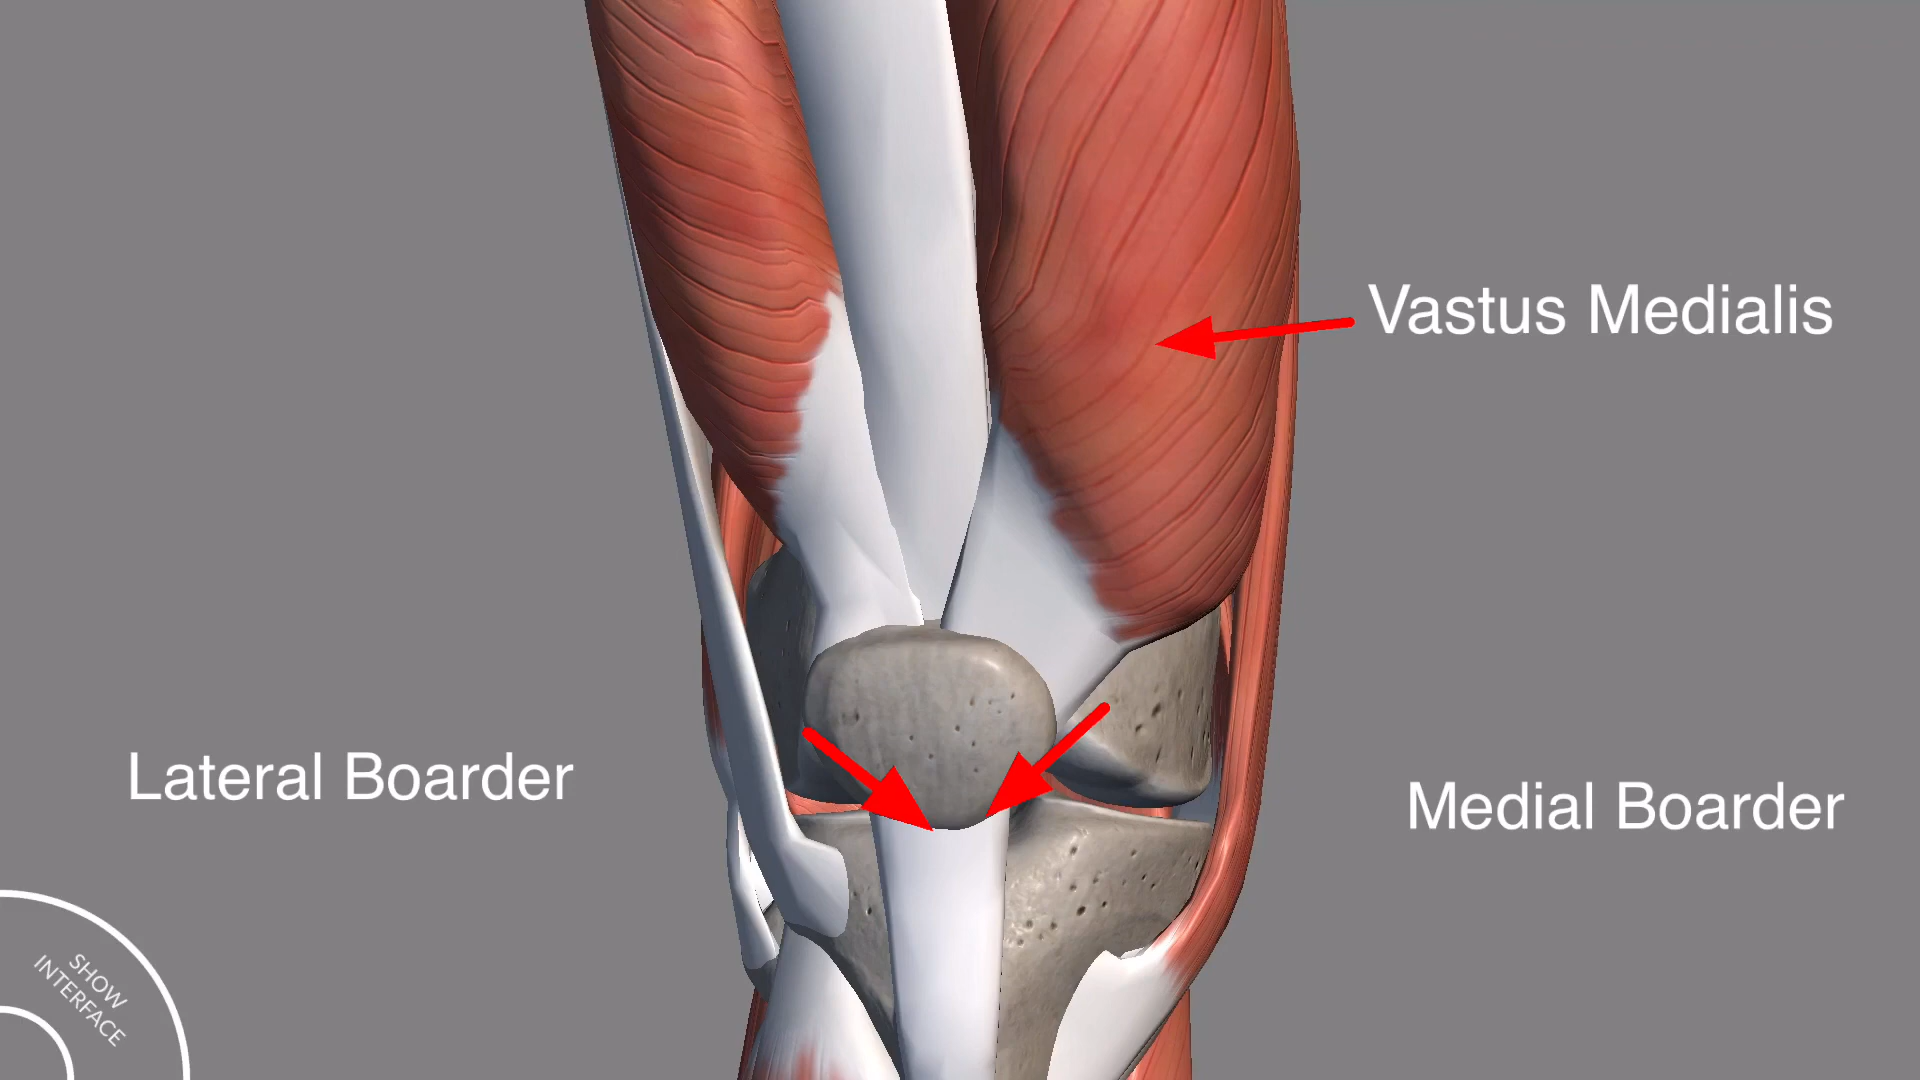 Vastus Medialis
Lateral Boarder
Medial Boarder
SHOW
INTERFACE